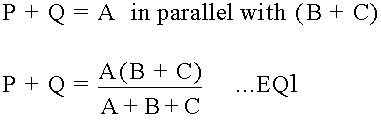 P + Q = A in parallel with (B + C)
P + Q = A(B + C) / A + B + C ...EQ1